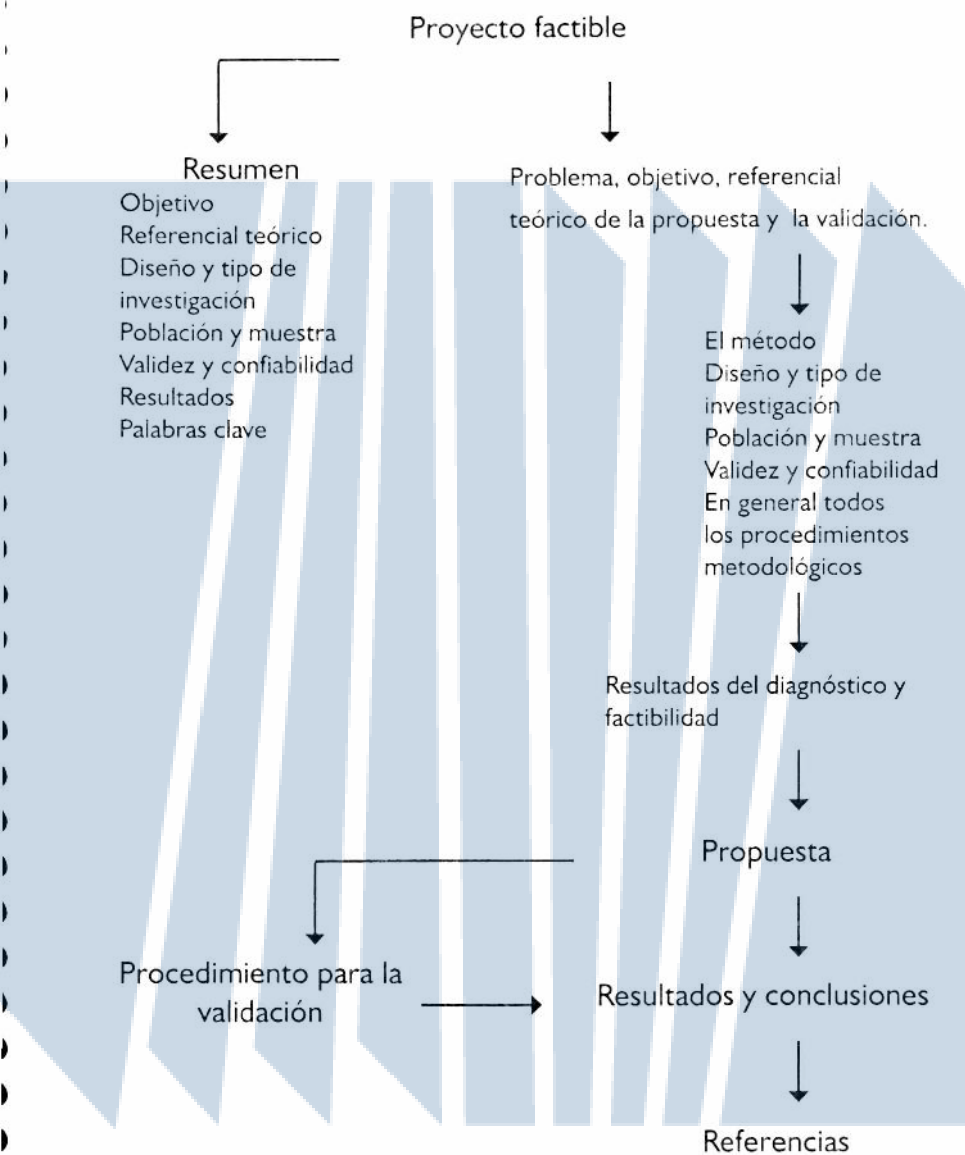 Proyecto factible
Resumen
Objetivo
Referencial teórico
Diseño y tipo de
investigación
Población y muestra
Validez y confiabilidad
Resultados
Palabras clave
Problema, objetivo, referencial
teórico de la propuesta y la validación.
El método
Diseño y tipo de
investigación
Población y muestra
Validez y confiabilidad
En general todos
los procedimientos
metodológicos
Resultados del diagnóstico y
factibilidad
Propuesta
Procedimiento para la
validación
Resultados y conclusiones
Referencias